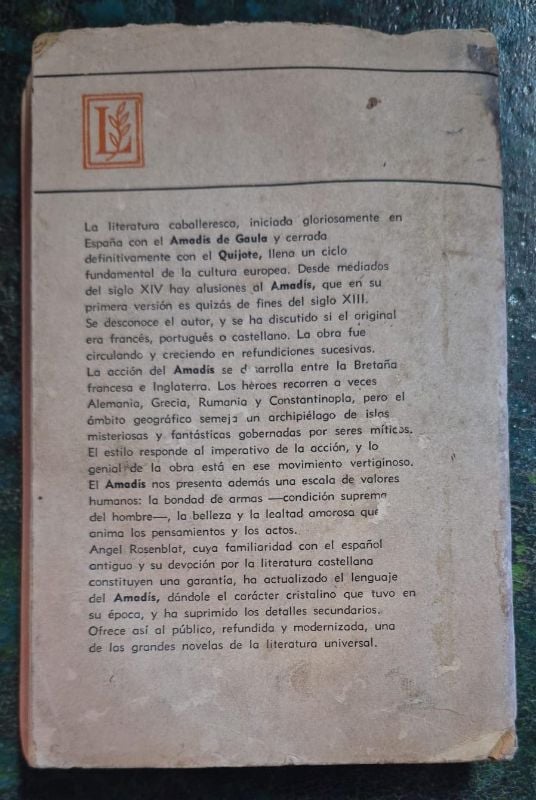 L
La literatura caballeresca, iniciada gloriosamente en
España con el Amadís de Gaula y cerrada
definitivamente con el Quijote, llena un ciclo
fundamental de la cultura europea. Desde mediados
del siglo XIV hay alusiones al Amadís, que en su
primera versión es quizás de fines del siglo XIII.
Se desconoce el autor, y se ha discutido si el original
era francés, portugués o castellano. La obra fue
circulando y creciendo en refundiciones sucesivas.
La acción del Amadís se d sarrolla entre la Bretaña
francesa e Inglaterra. Los héroes recorren a veces
Alemania, Grecia, Rumania y Constantinopla, pero el
ámbito geográfico semeja un archipiélago de islas
misteriosas y fantásticas gobernadas por seres míticos.
El estilo responde al imperativo de la acción, y lo
genial de la obra está en ese movimiento vertiginoso.
El Amadís nos presenta además una escala de valores
humanos: la bondad de armas —condición suprema
del hombre—, la belleza y la lealtad amorosa que
anima los pensamientos y los actos.
Angel Rosenblat, cuya familiaridad con el español
antiguo y su devoción por la literatura castellana
constituyen una garantía, ha actualizado el lenguaje
del Amadís, dándole el carácter cristalino que tuvo en
su época, y ha suprimido los detalles secundarios.
Ofrece así al público, refundida y modernizada, una
de las grandes novelas de la literatura universal.